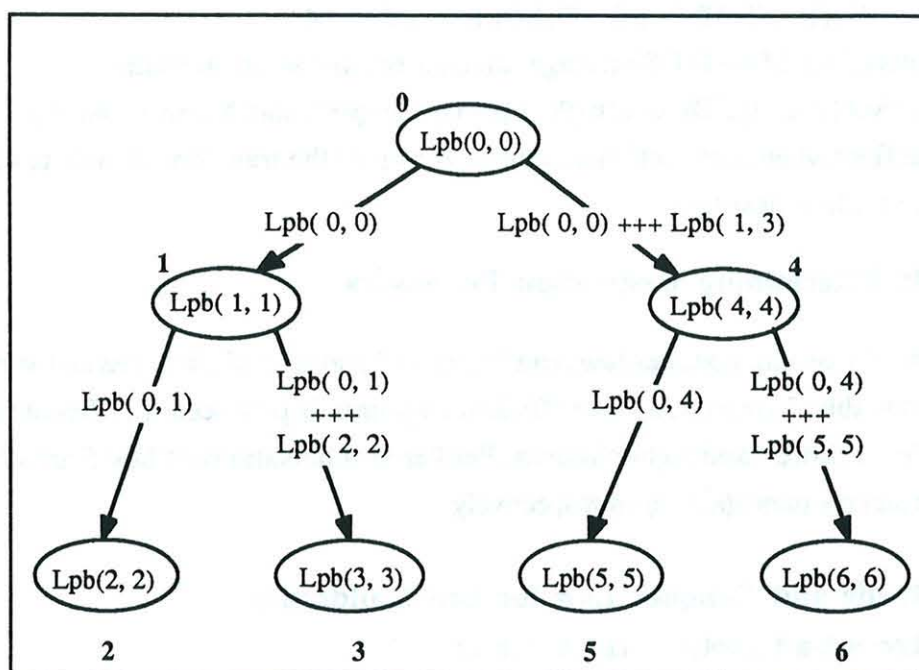 0
Lpb(0, 0)
Lpb( 0, 0)
Lpb( 0, 0) +++ Lpb( 1, 3)
1
4
Lpb( 1, 1)
Lpb( 4, 4)
Lpb( 0, 1)
Lpb( 0, 1)
+++
Lpb( 2, 2)
Lpb( 0, 4)
Lpb( 0, 4)
+++
Lpb( 5, 5)
Lpb(2, 2)
Lpb(3, 3)
Lpb(5, 5)
Lpb(6, 6)
2
3
5
6